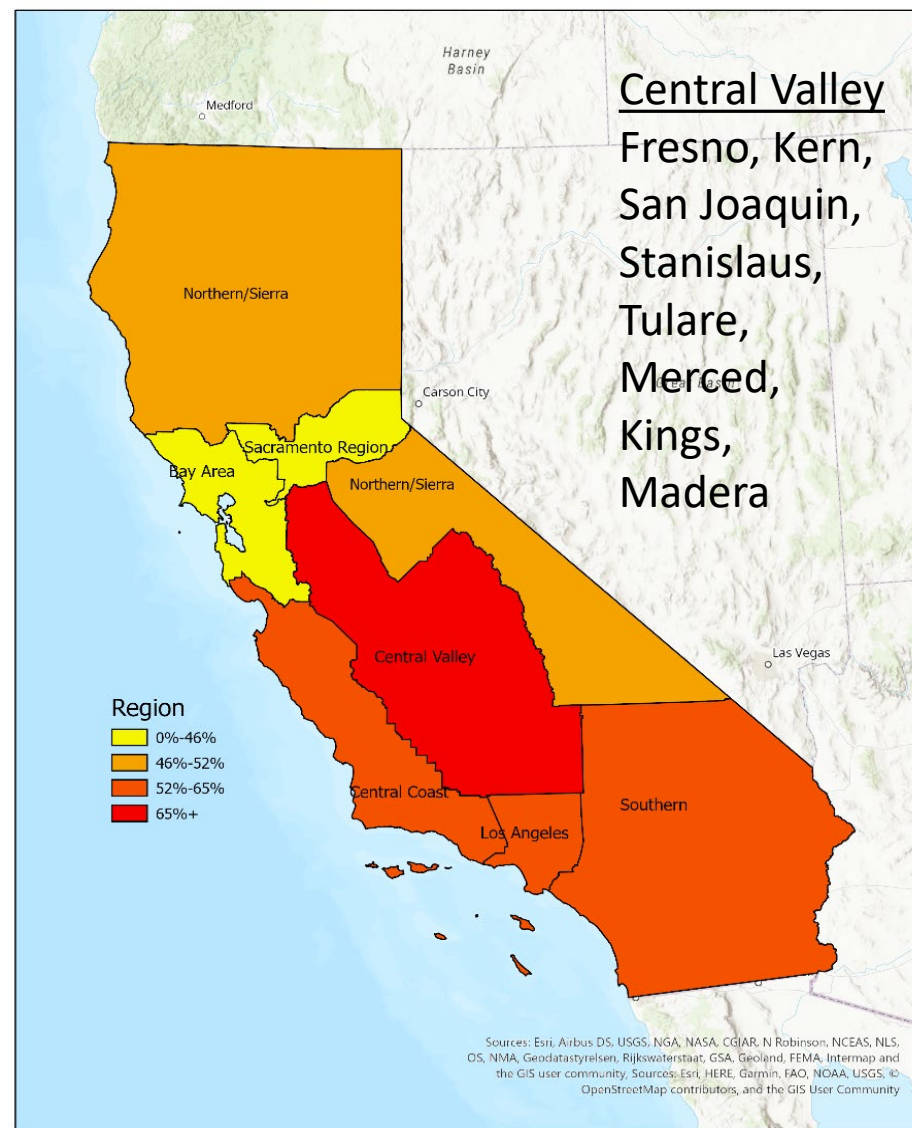 Harney
Basin
Medford
Central Valley
Fresno, Kern,
San Joaquin,
Stanislaus,
Tulare,
Merced,
Kings,
Madera
Great Basin
Northern/Sierra
Carson City
Sacramento Region
Bay Area
Northern/Sierra
Central Valley
Las Vegas
Region
0%-46%
46%-52%
52%-65%
65%+
Central Coast
Los Angeles
Southern
Sources: Esri, Airbus DS, USGS, NGA, NASA, CGIAR, N Robinson, NCEAS, NLS,
OS, NMA, Geodatastyrelsen, Rijkswaterstaat, GSA, Geoland, FEMA, Intermap and
the GIS user community, Sources: Esri, HERE, Garmin, FAO, NOAA, USGS, ©
OpenStreetMap contributors, and the GIS User Community